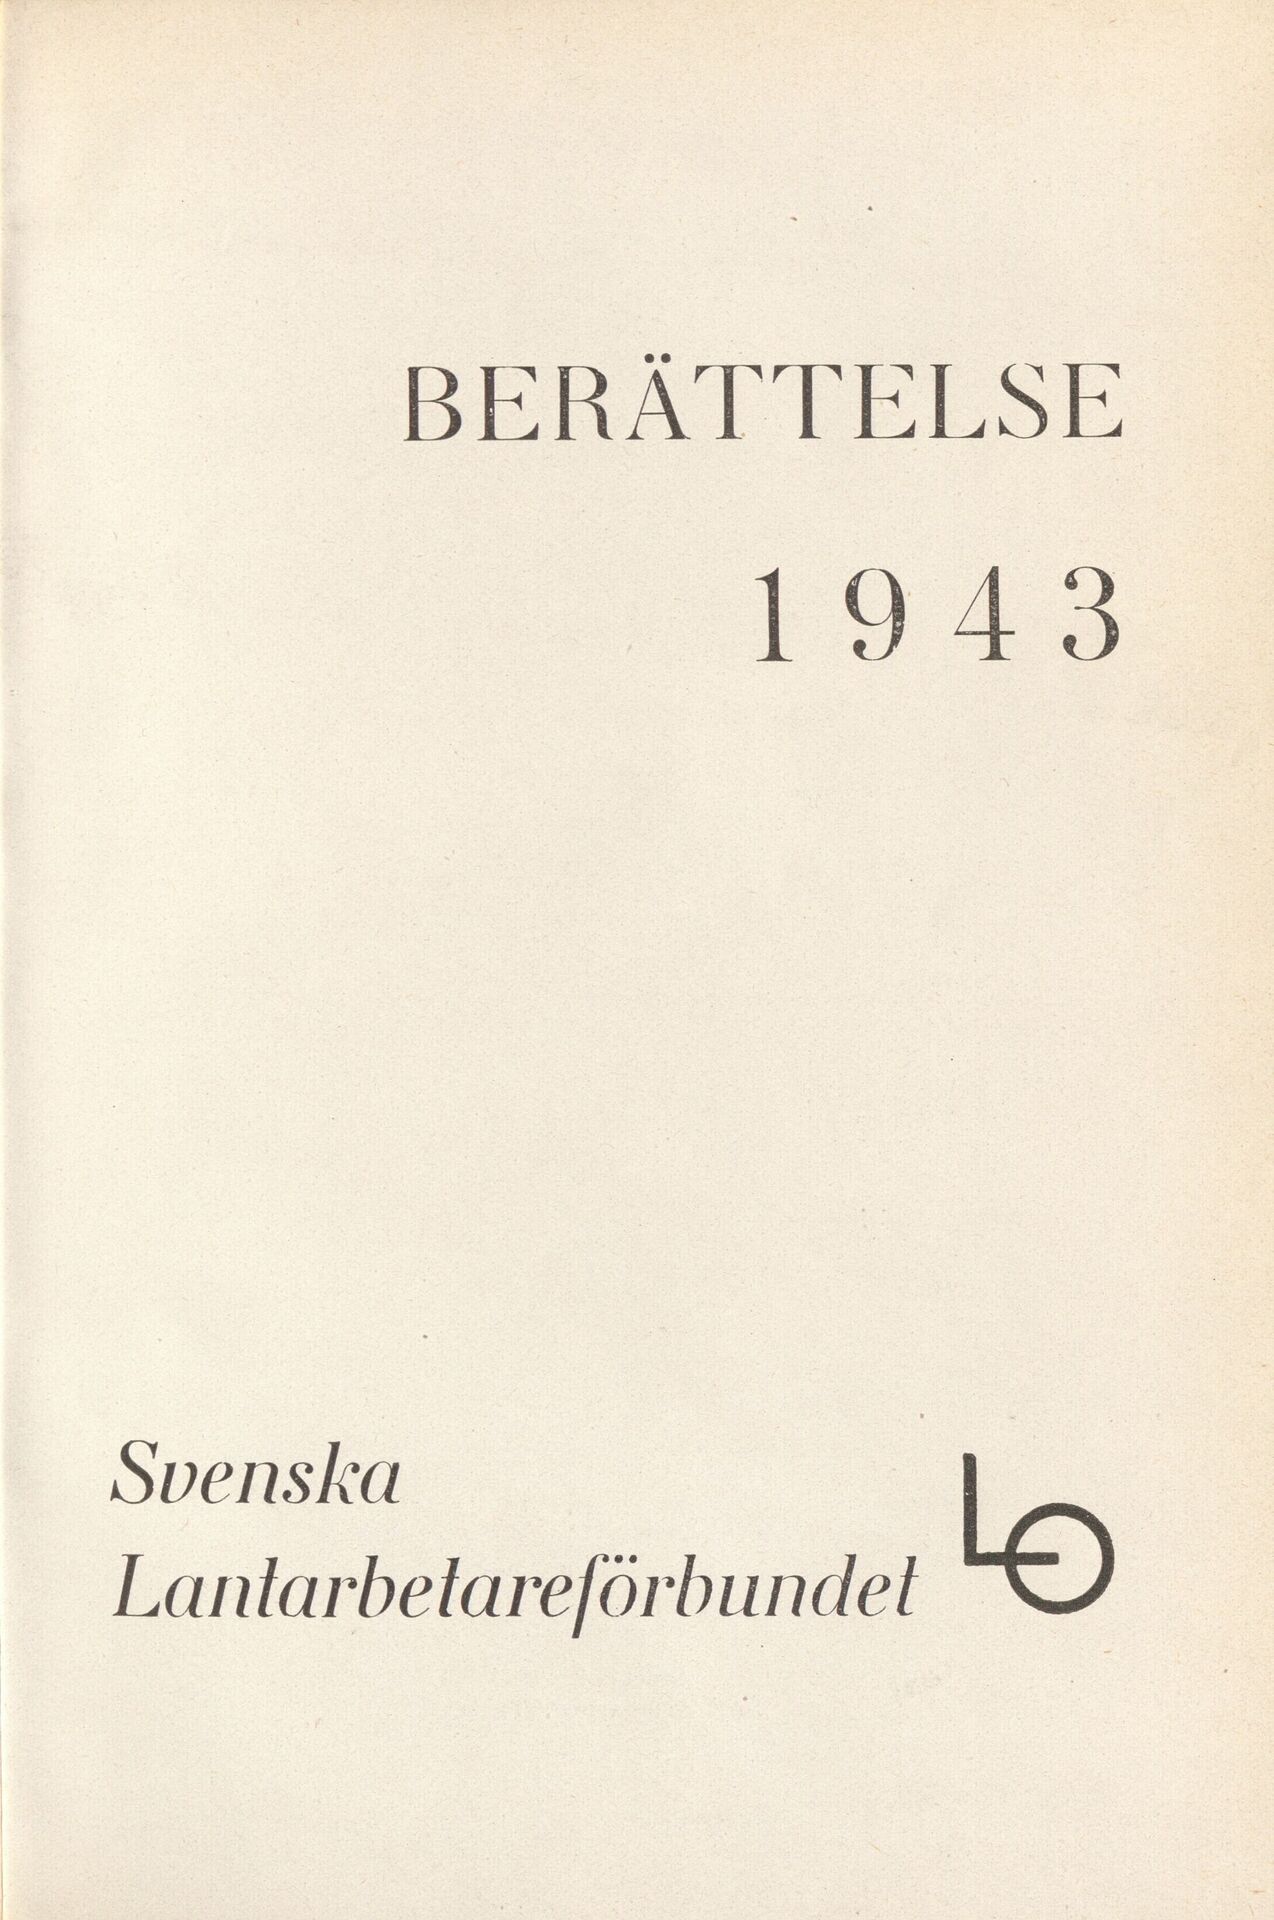 BERÄTTELSE
1943
Svenska
Lantarbetareförbundet
LO